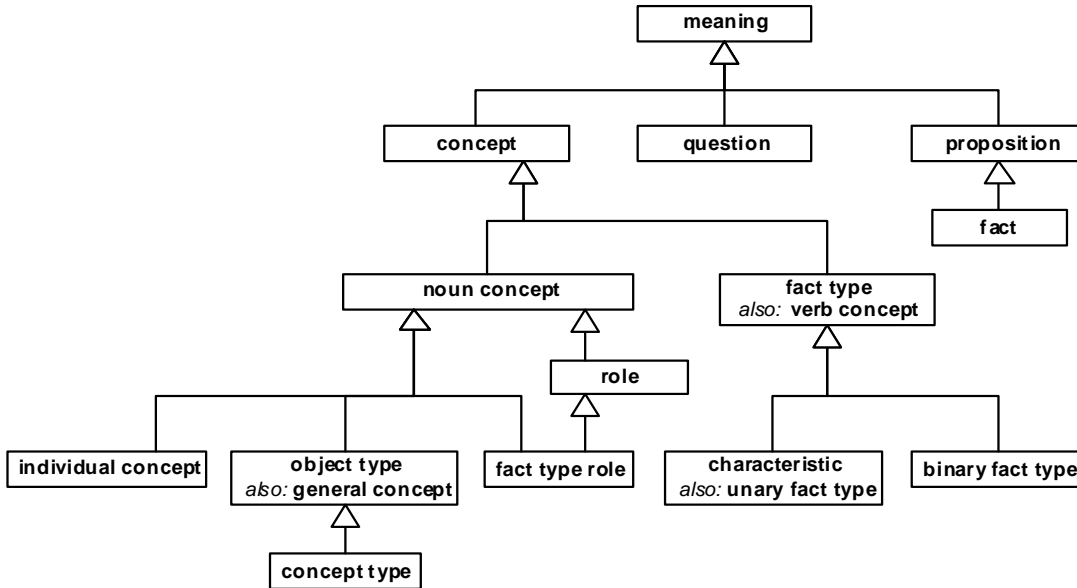 meaning
concept
question
proposition
fact
noun concept
fact type
also: verb concept
role
individual concept
object type
also: general concept
fact type role
characteristic
also: unary fact type
binary fact type
concept type